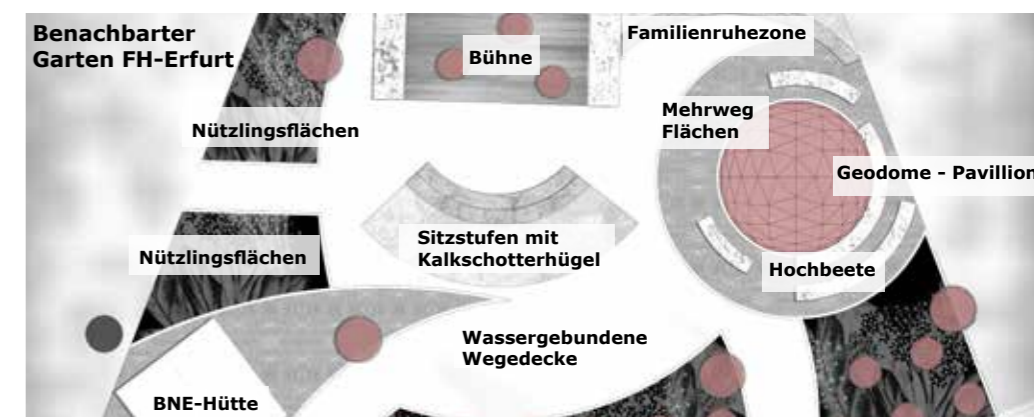 Benachbarter
Garten FH-Erfurt
Bühne
Familienruhezone
Mehrweg
Flächen
Nützlingsflächen
Geodome - Pavillion
Sitzstufen mit
Kalkschotterhügel
Nützlingsflächen
Hochbeete
Wassergebundene
Wegedecke
BNE-Hütte